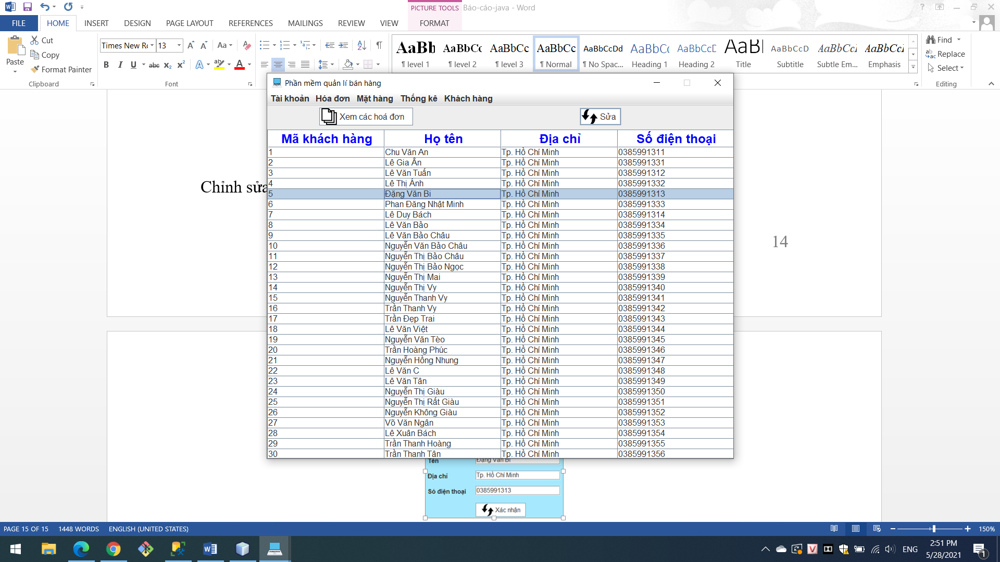 PICTURE TOOLS
Báo-cáo-java - Word
FILE HOME INSERT DESIGN PAGE LAYOUT REFERENCES MAILINGS REVIEW VIEW FORMAT
Paste
Cut
Copy
Format Painter
Clipboard
Times New Ro 13
Font
AaBb ¶ level 1
AaBbCc ¶ level 2
AaBbCc ¶ level 3
AaBbCc ¶ Normal
AaBbCcDd ¶ No Spac...
AaBbCc Heading 1
AaBbCcD Heading 2
AaBb Title
AaBbCcD Subtitle
AaBbCcI Subtle Em...
AaBbCcI Emphasis
Find
Replace
Select
Editing
Chỉnh sửa
14
Phần mềm quản lí bán hàng
Tài khoản Hóa đơn Mặt hàng Thống kê Khách hàng
Xem các hoá đơn Sửa
Mã khách hàng Họ tên Địa chỉ Số điện thoại
1 Chu Văn An Tp. Hồ Chí Minh 0385991311
2 Lê Gia Ân Tp. Hồ Chí Minh 0385991331
3 Lê Văn Tuấn Tp. Hồ Chí Minh 0385991312
4 Lê Thị Ánh Tp. Hồ Chí Minh 0385991332
5 Đặng Văn Bi Tp. Hồ Chí Minh 0385991313
6 Phan Đăng Nhật Minh Tp. Hồ Chí Minh 0385991333
7 Lê Duy Bách Tp. Hồ Chí Minh 0385991314
8 Lê Văn Bảo Tp. Hồ Chí Minh 0385991334
9 Lê Văn Bảo Châu Tp. Hồ Chí Minh 0385991335
10 Nguyễn Văn Bảo Châu Tp. Hồ Chí Minh 0385991336
11 Nguyễn Thị Bảo Châu Tp. Hồ Chí Minh 0385991337
12 Nguyễn Thị Bảo Ngọc Tp. Hồ Chí Minh 0385991338
13 Nguyễn Thị Mai Tp. Hồ Chí Minh 0385991339
14 Nguyễn Thị Vy Tp. Hồ Chí Minh 0385991340
15 Nguyễn Thanh Vy Tp. Hồ Chí Minh 0385991341
16 Trần Thanh Vy Tp. Hồ Chí Minh 0385991342
17 Trần Đẹp Trai Tp. Hồ Chí Minh 0385991343
18 Lê Văn Việt Tp. Hồ Chí Minh 0385991344
19 Nguyễn Văn Tèo Tp. Hồ Chí Minh 0385991345
20 Trần Hoàng Phúc Tp. Hồ Chí Minh 0385991346
21 Nguyễn Hồng Nhung Tp. Hồ Chí Minh 0385991347
22 Lê Văn C Tp. Hồ Chí Minh 0385991348
23 Lê Văn Tân Tp. Hồ Chí Minh 0385991349
24 Nguyễn Thị Giàu Tp. Hồ Chí Minh 0385991350
25 Nguyễn Thị Rất Giàu Tp. Hồ Chí Minh 0385991351
26 Nguyễn Không Giàu Tp. Hồ Chí Minh 0385991352
27 Võ Văn Ngân Tp. Hồ Chí Minh 0385991353
28 Lê Xuân Bách Tp. Hồ Chí Minh 0385991354
29 Trần Thanh Hoàng Tp. Hồ Chí Minh 0385991355
30 Trần Thanh Tân Tp. Hồ Chí Minh 0385991356
Tên Đặng Văn Bi
Địa chỉ Tp. Hồ Chí Minh
Số điện thoại 0385991313
Xác nhận
PAGE 15 OF 15 1448 WORDS ENGLISH (UNITED STATES) 150%
ENG
2:51 PM
5/28/2021
1